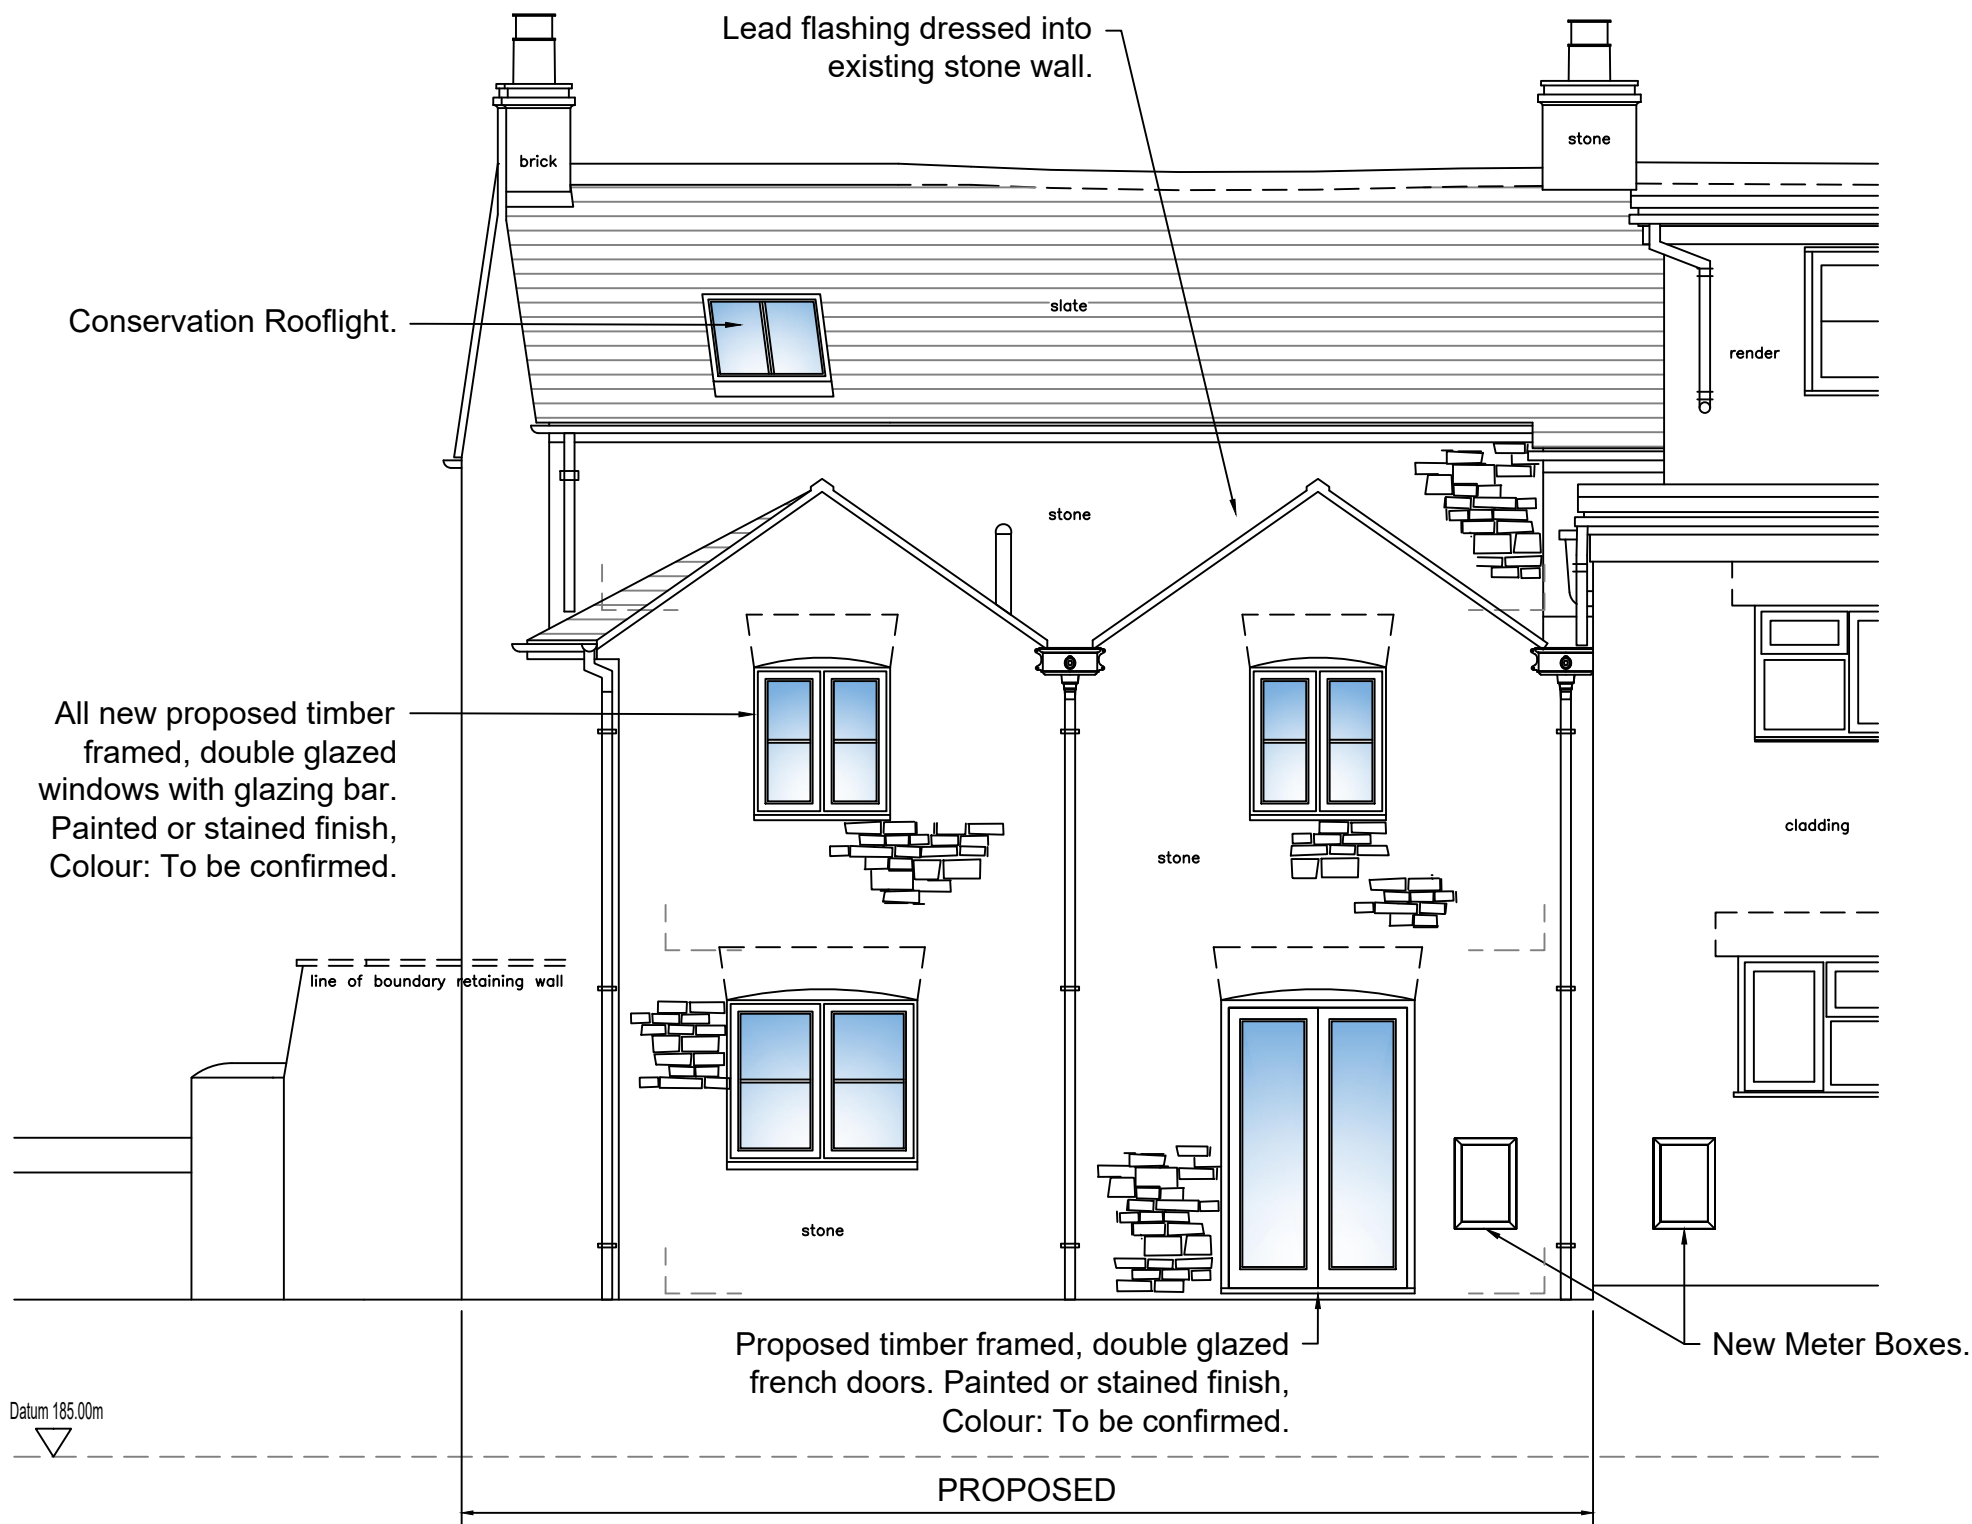 Lead flashing dressed into
existing stone wall.
brick
stone
slate
Conservation Rooflight.
render
stone
All new proposed timber
framed, double glazed
windows with glazing bar.
Painted or stained finish,
Colour: To be confirmed.
cladding
stone
line of boundary retaining wall
stone
Proposed timber framed, double glazed
french doors. Painted or stained finish,
Colour: To be confirmed.
New Meter Boxes.
Datum 185.00m
PROPOSED